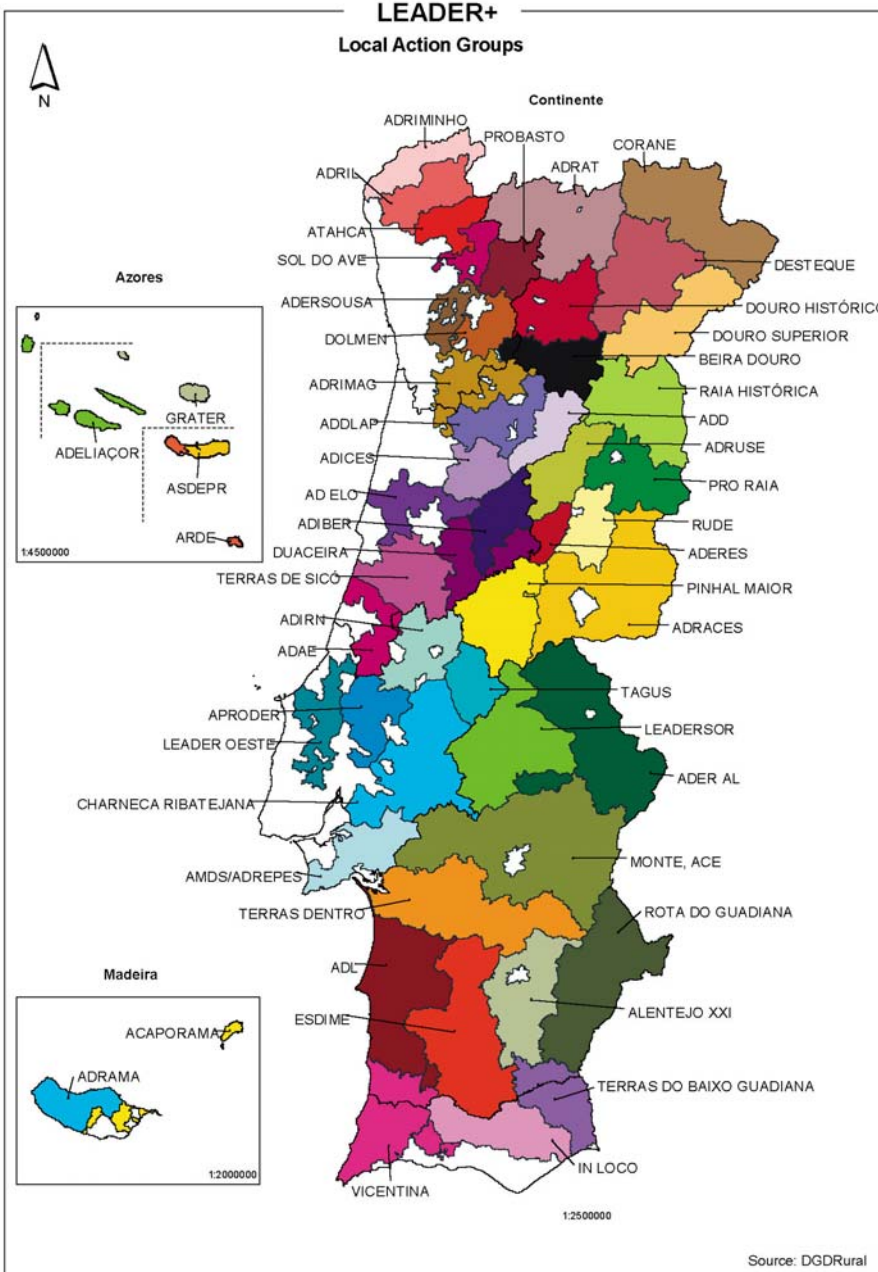 LEADER+
Local Action Groups
N
Continente
ADRIMINHO
PROBASTO
CORANE
ADRAT
ADRIL
ATAHCA
SOL DO AVE
DESTEQUE
Azores
ADERSOUSA
DOURO HISTÓRICO
DOLMEN
DOURO SUPERIOR
BEIRA DOURO
ADRIMAG
RAIA HISTÓRICA
GRATER
ADDLAP
ADD
ADELIAÇOR
ADICES
ADRUSE
ASDEPR
PRO RAIA
AD ELO
ADIBER
RUDE
ARDE
DUACEIRA
ADERES
1:4500000
TERRAS DE SICÓ
PINHAL MAIOR
ADIRN
ADRACES
ADAE
TAGUS
APRODER
LEADERSOR
LEADER OESTE
ADER AL
CHARNECA RIBATEJANA
MONTE, ACE
AMDS/ADREPES
TERRAS DENTRO
ROTA DO GUADIANA
ADL
Madeira
ALENTEJO XXI
ESDIME
ACAPORAMA
ADRAMA
TERRAS DO BAIXO GUADIANA
1:2000000
IN LOCO
VICENTINA
1:2500000
Source: DGDRural